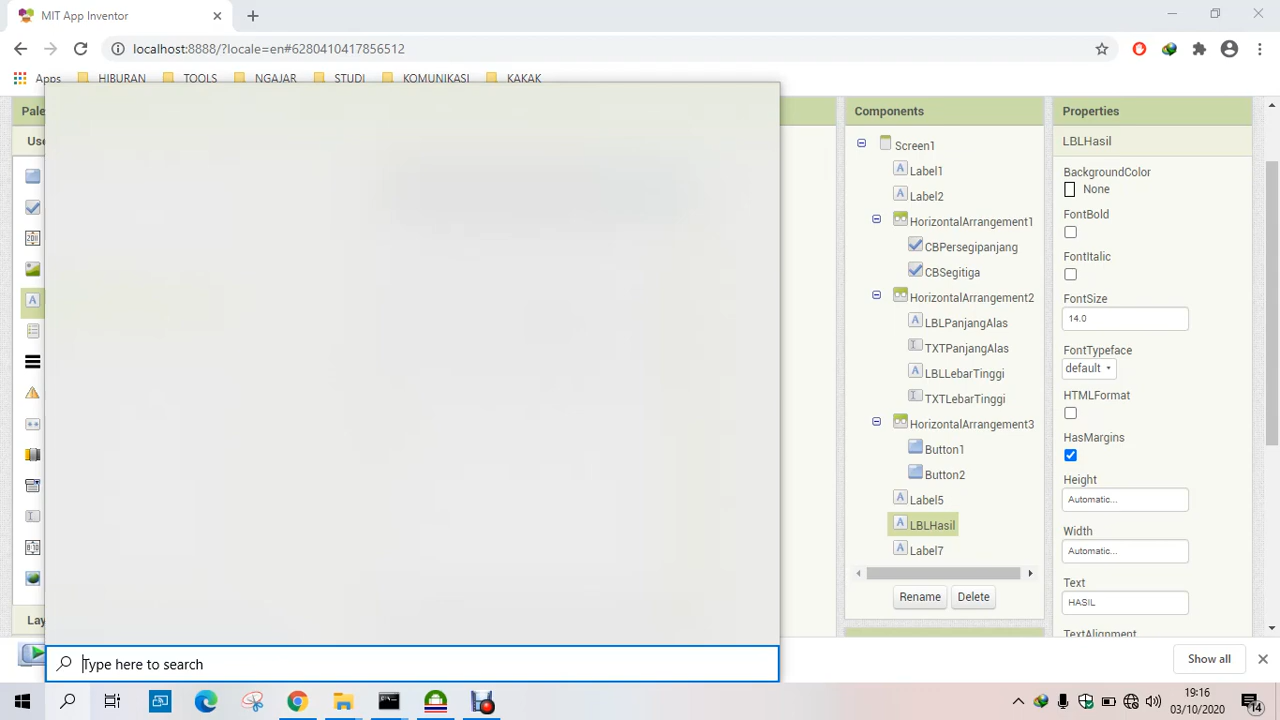 MIT App Inventor
localhost:8888/?locale=en#6280410417856512
Apps HIBURAN TOOLS NGAJAR STUDI KOMUNIKASI KAKAK
Pale
Use
Lay
Components
Screen1
Label1
Label2
HorizontalArrangement1
CBPersegipanjang
CBSegitiga
HorizontalArrangement2
LBLPanjangAlas
TXTPanjangAlas
LBLLebarTinggi
TXTLebarTinggi
HorizontalArrangement3
Button1
Button2
Label5
LBLHasil
Label7
Rename Delete
Properties
LBLHasil
BackgroundColor
None
FontBold
FontItalic
FontSize
14.0
FontTypeface
default
HTMLFormat
HasMargins
Height
Automatic...
Width
Automatic...
Text
HASIL
TextAlignment
Type here to search
Show all
19:16
03/10/2020
14